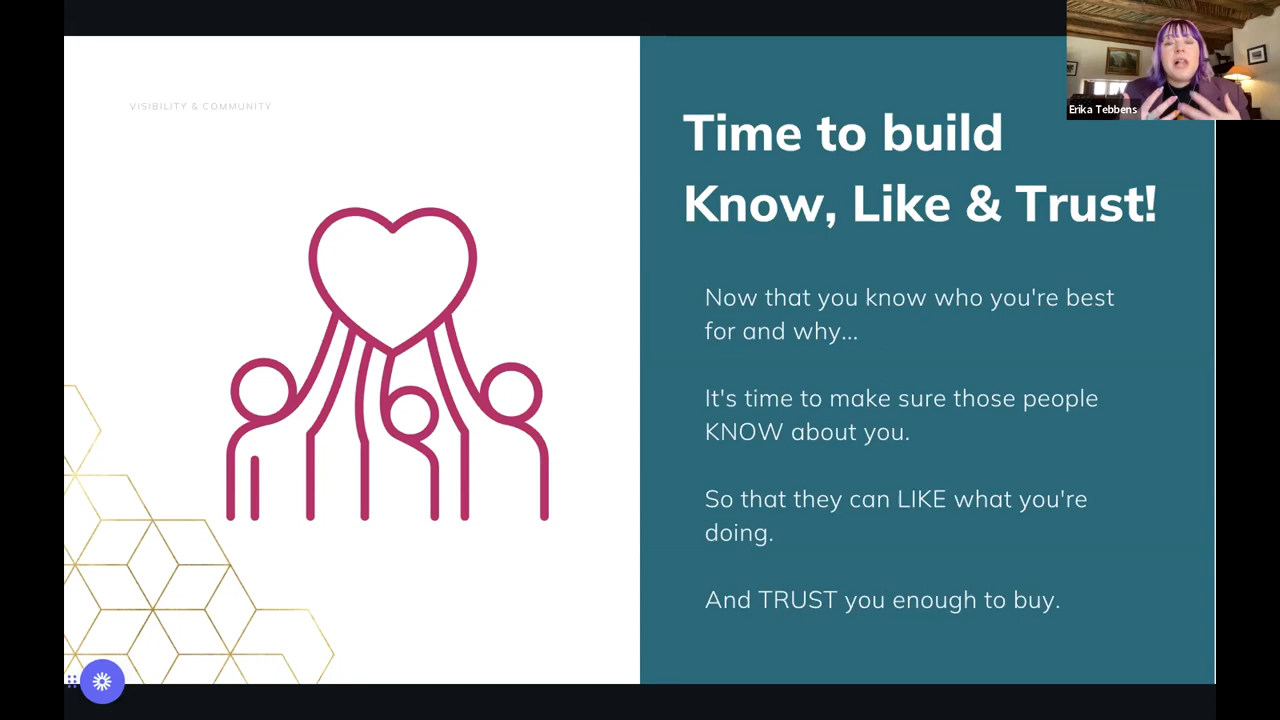 VISIBILITY & COMMUNITY
Time to build
Know, Like & Trust!
Now that you know who you're best
for and why...
It's time to make sure those people
KNOW about you.
So that they can LIKE what you're
doing.
And TRUST you enough to buy.
Erika Tebbens